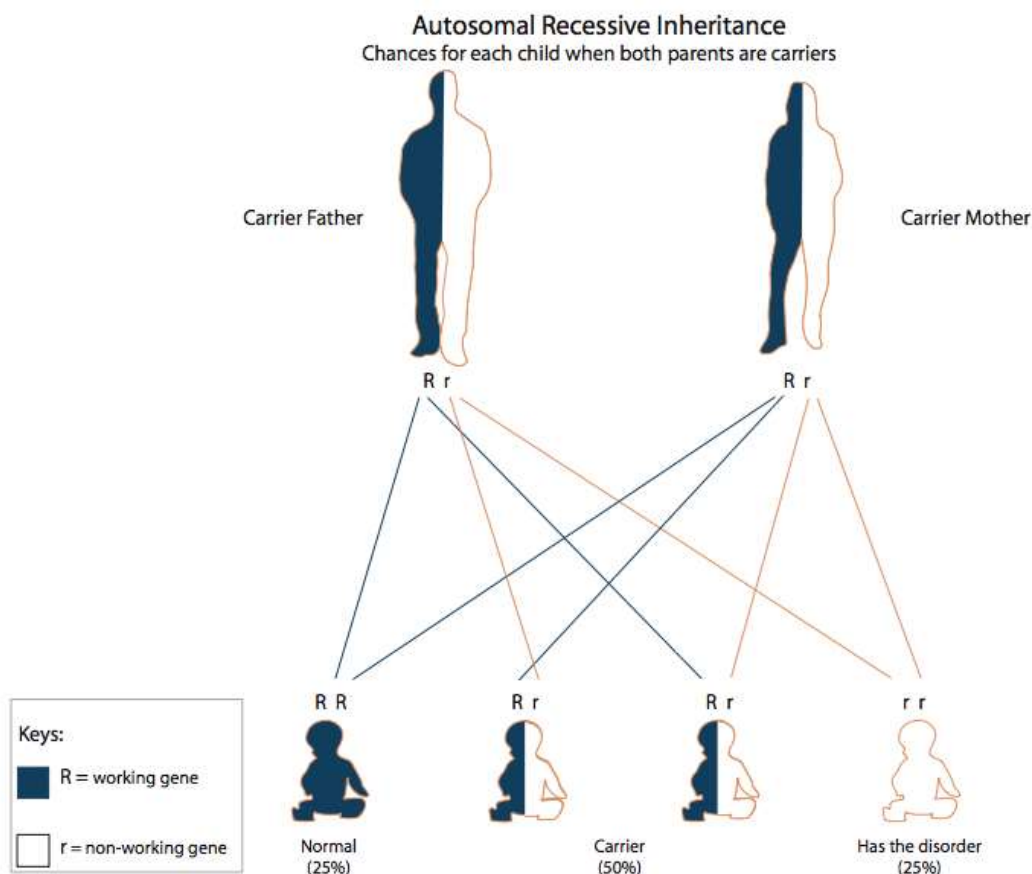 Autosomal Recessive Inheritance
Chances for each child when both parents are carriers
Carrier Father
Carrier Mother
R r
R r
R R
R r
R r
r r
Keys:
R = working gene
r = non-working gene
Normal
(25%)
Carrier
(50%)
Has the disorder
(25%)